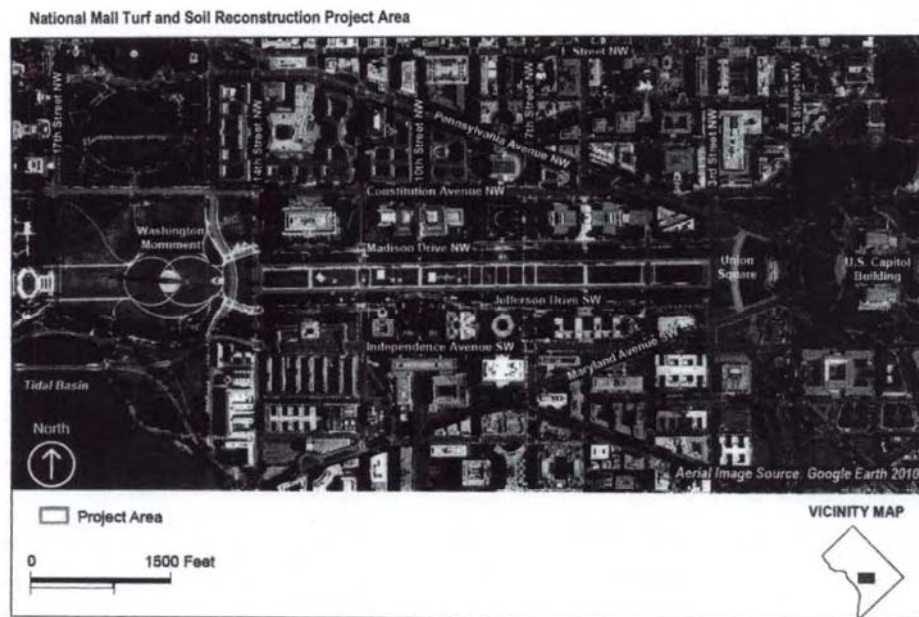 National Mall Turf and Soil Reconstruction Project Area
L Street NW
17th Street NW
14th Street NW
10th Street NW
7th Street NW
3rd Street NW
1st Street NW
Pennsylvania Avenue NW
Constitution Avenue NW
Washington
Monument
Madison Drive NW
Union
Square
U.S. Capitol
Building
Jefferson Drive SW
Independence Avenue SW
Maryland Avenue SW
Tidal Basin
North
Aerial Image Source: Google Earth 2010
Project Area
VICINITY MAP
0 1500 Feet